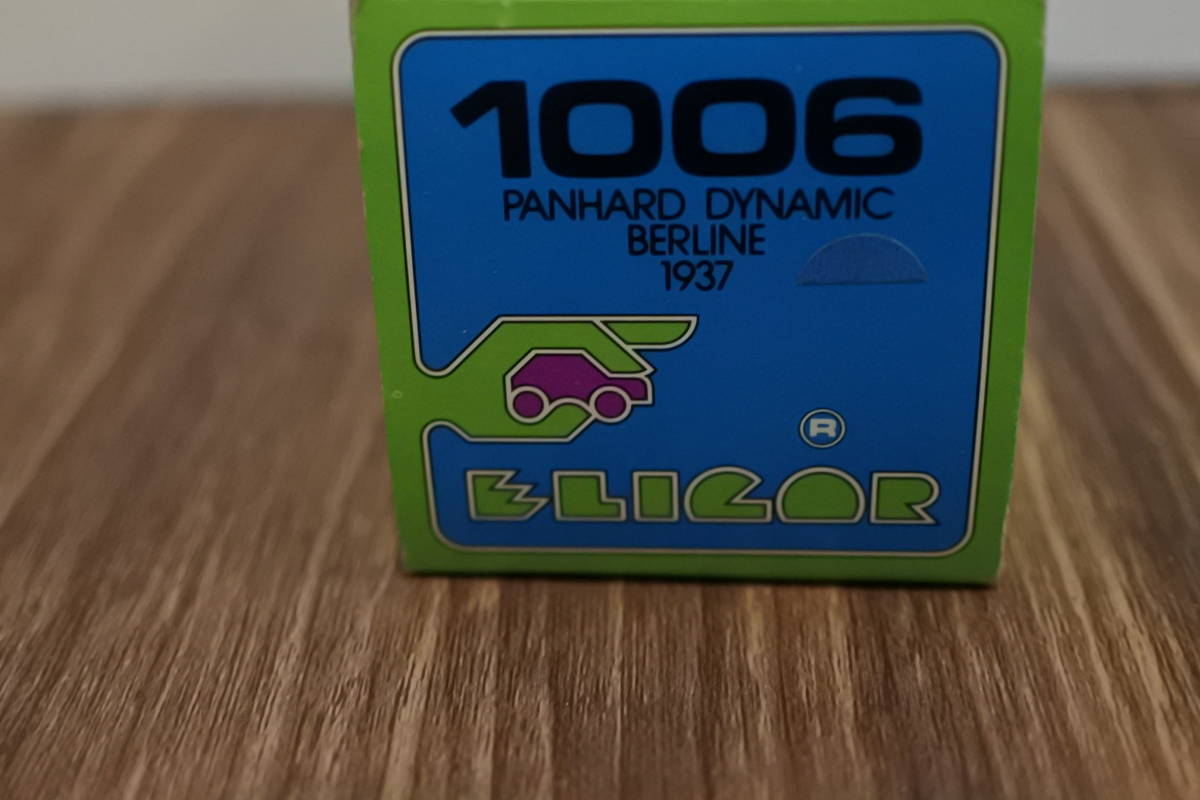 1006
PANHARD DYNAMIC
BERLINE
1937
®
ELIGOR